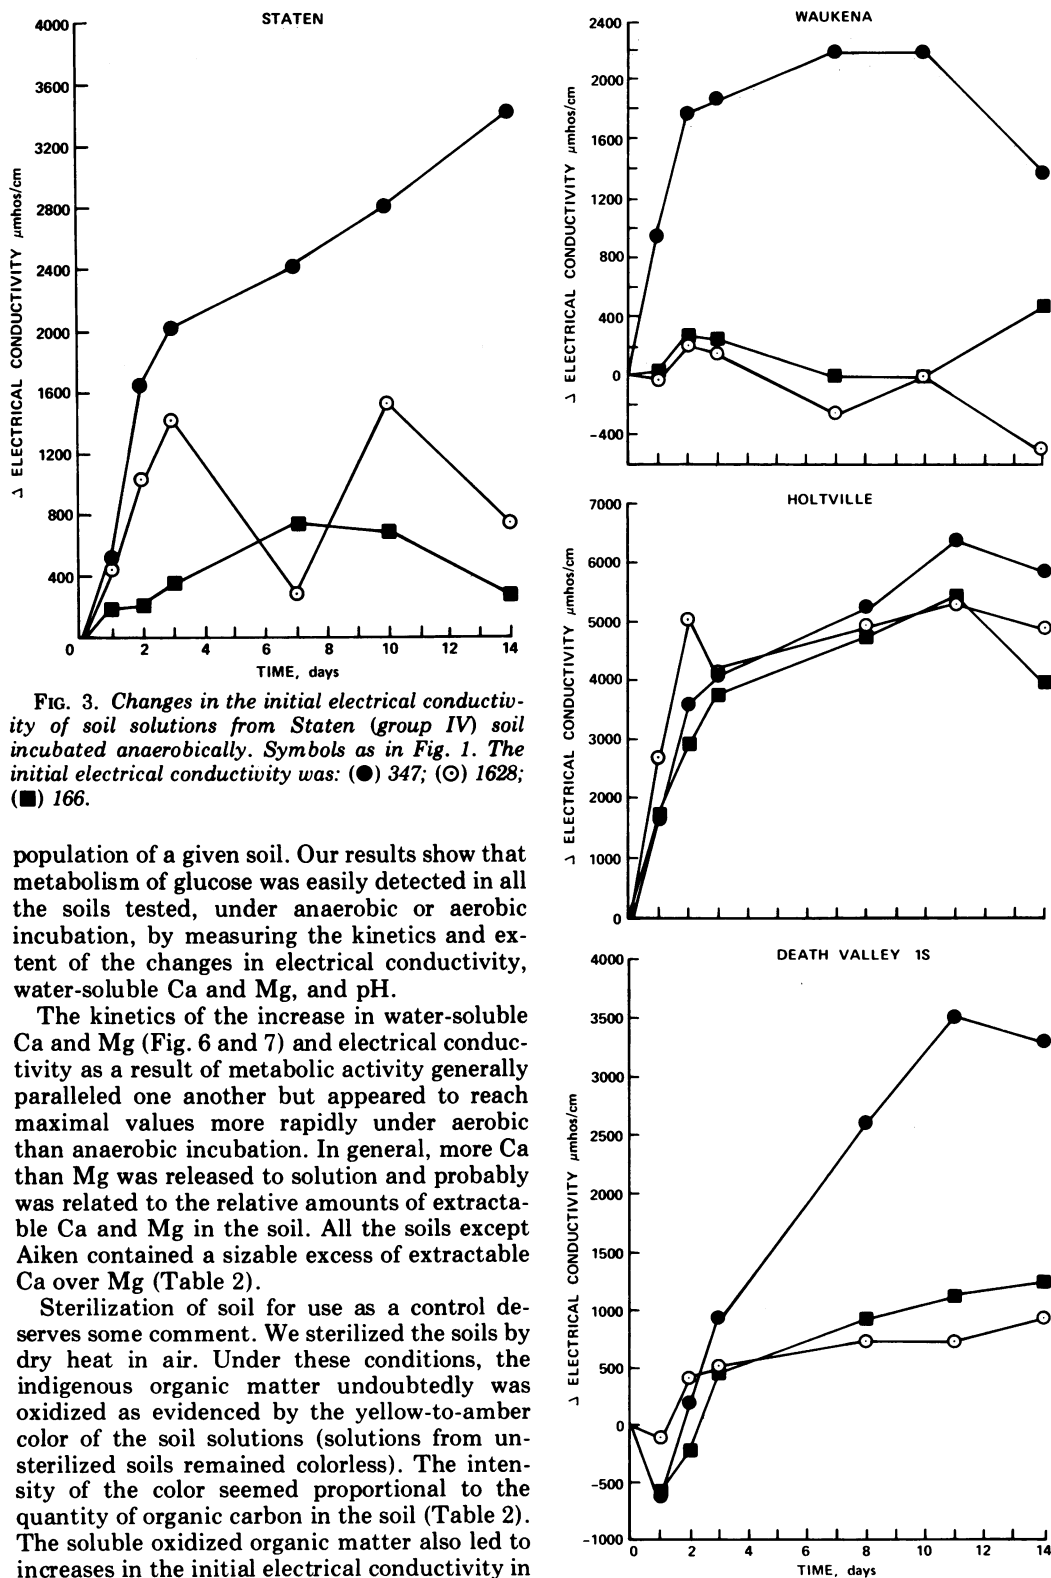 STATEN
4000
3600
3200
2800
2400
2000
1600
1200
800
400
Δ ELECTRICAL CONDUCTIVITY μmhos/cm
0 2 4 6 8 10 12 14
TIME, days
FIG. 3. Changes in the initial electrical conductiv-
ity of soil solutions from Staten (group IV) soil
incubated anaerobically. Symbols as in Fig. 1. The
initial electrical conductivity was: (●) 347; (⊙) 1628;
(■) 166.
population of a given soil. Our results show that
metabolism of glucose was easily detected in all
the soils tested, under anaerobic or aerobic
incubation, by measuring the kinetics and ex-
tent of the changes in electrical conductivity,
water-soluble Ca and Mg, and pH.
The kinetics of the increase in water-soluble
Ca and Mg (Fig. 6 and 7) and electrical conduc-
tivity as a result of metabolic activity generally
paralleled one another but appeared to reach
maximal values more rapidly under aerobic
than anaerobic incubation. In general, more Ca
than Mg was released to solution and probably
was related to the relative amounts of extracta-
ble Ca and Mg in the soil. All the soils except
Aiken contained a sizable excess of extractable
Ca over Mg (Table 2).
Sterilization of soil for use as a control de-
serves some comment. We sterilized the soils by
dry heat in air. Under these conditions, the
indigenous organic matter undoubtedly was
oxidized as evidenced by the yellow-to-amber
color of the soil solutions (solutions from un-
sterilized soils remained colorless). The inten-
sity of the color seemed proportional to the
quantity of organic carbon in the soil (Table 2).
The soluble oxidized organic matter also led to
increases in the initial electrical conductivity in
WAUKENA
2400
2000
1600
1200
800
400
0
-400
Δ ELECTRICAL CONDUCTIVITY μmhos/cm
HOLTVILLE
7000
6000
5000
4000
3000
2000
1000
0
Δ ELECTRICAL CONDUCTIVITY μmhos/cm
DEATH VALLEY 1S
4000
3500
3000
2500
2000
1500
1000
500
0
-500
-1000
Δ ELECTRICAL CONDUCTIVITY μmhos/cm
0 2 4 6 8 10 12 14
TIME, days